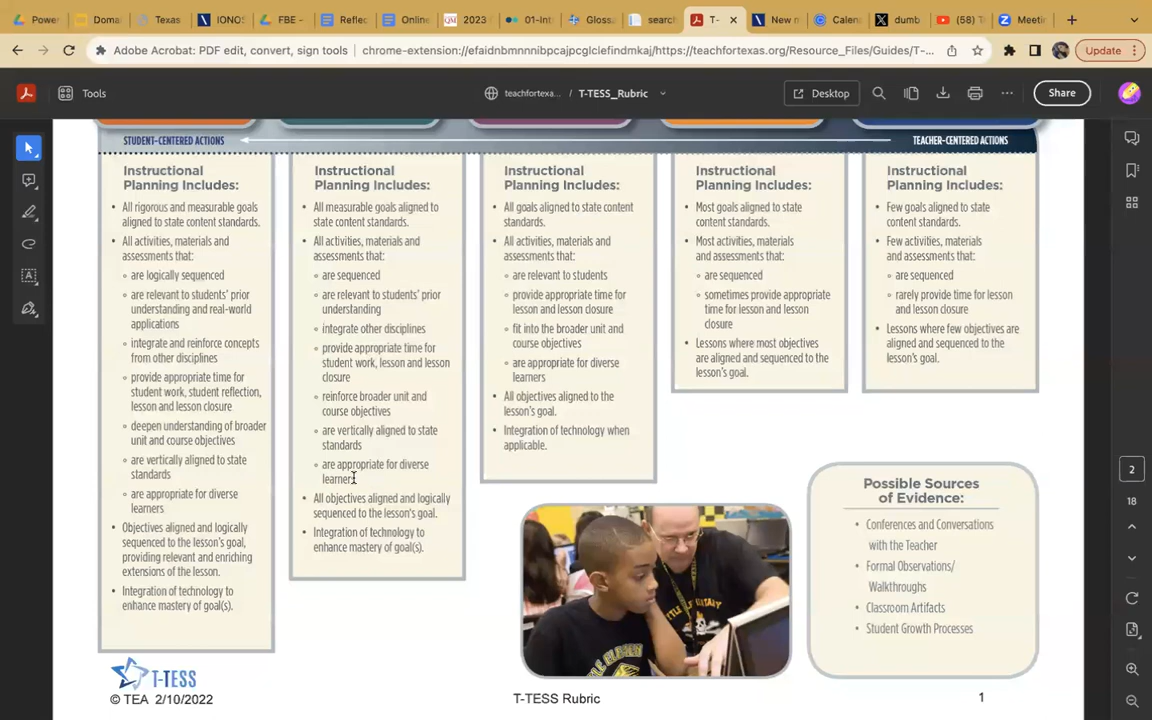 Power
Doma
Texas
IONOS
FBE -
Reflec
Online
QM
2023
01-Int
Gloss
search
T-
New m
Calen
dumb
(58) T
Meeti
Adobe Acrobat: PDF edit, convert, sign tools
chrome-extension://efaidnbmnnnibpcajpcglclefindmkaj/https://teachfortexas.org/Resource_Files/Guides/T-...
Update
Tools
teachfortexa...
/ T-TESS_Rubric
Desktop
Share
STUDENT-CENTERED ACTIONS
TEACHER-CENTERED ACTIONS
Instructional
Planning Includes:
• All rigorous and measurable goals
aligned to state content standards.
• All activities, materials and
assessments that:
◦ are logically sequenced
◦ are relevant to students' prior
understanding and real-world
applications
◦ integrate and reinforce concepts
from other disciplines
◦ provide appropriate time for
student work, student reflection,
lesson and lesson closure
◦ deepen understanding of broader
unit and course objectives
◦ are vertically aligned to state
standards
◦ are appropriate for diverse
learners
• Objectives aligned and logically
sequenced to the lesson's goal,
providing relevant and enriching
extensions of the lesson.
• Integration of technology to
enhance mastery of goal(s).
Instructional
Planning Includes:
• All measurable goals aligned to
state content standards.
• All activities, materials and
assessments that:
◦ are sequenced
◦ are relevant to students' prior
understanding
◦ integrate other disciplines
◦ provide appropriate time for
student work, lesson and lesson
closure
◦ reinforce broader unit and
course objectives
◦ are vertically aligned to state
standards
◦ are appropriate for diverse
learners
• All objectives aligned and logically
sequenced to the lesson's goal.
• Integration of technology to
enhance mastery of goal(s).
Instructional
Planning Includes:
• All goals aligned to state content
standards.
• All activities, materials and
assessments that:
◦ are relevant to students
◦ provide appropriate time for
lesson and lesson closure
◦ fit into the broader unit and
course objectives
◦ are appropriate for diverse
learners
• All objectives aligned to the
lesson's goal.
• Integration of technology when
applicable.
Instructional
Planning Includes:
• Most goals aligned to state
content standards.
• Most activities, materials
and assessments that:
◦ are sequenced
◦ sometimes provide appropriate
time for lesson and lesson
closure
• Lessons where most objectives
are aligned and sequenced to the
lesson's goal.
Instructional
Planning Includes:
• Few goals aligned to state
content standards.
• Few activities, materials
and assessments that:
◦ are sequenced
◦ rarely provide time for lesson
and lesson closure
• Lessons where few objectives are
aligned and sequenced to the
lesson's goal.
Possible Sources
of Evidence:
• Conferences and Conversations
with the Teacher
• Formal Observations/
Walkthroughs
• Classroom Artifacts
• Student Growth Processes
T-TESS
© TEA 2/10/2022
T-TESS Rubric
1
2
18